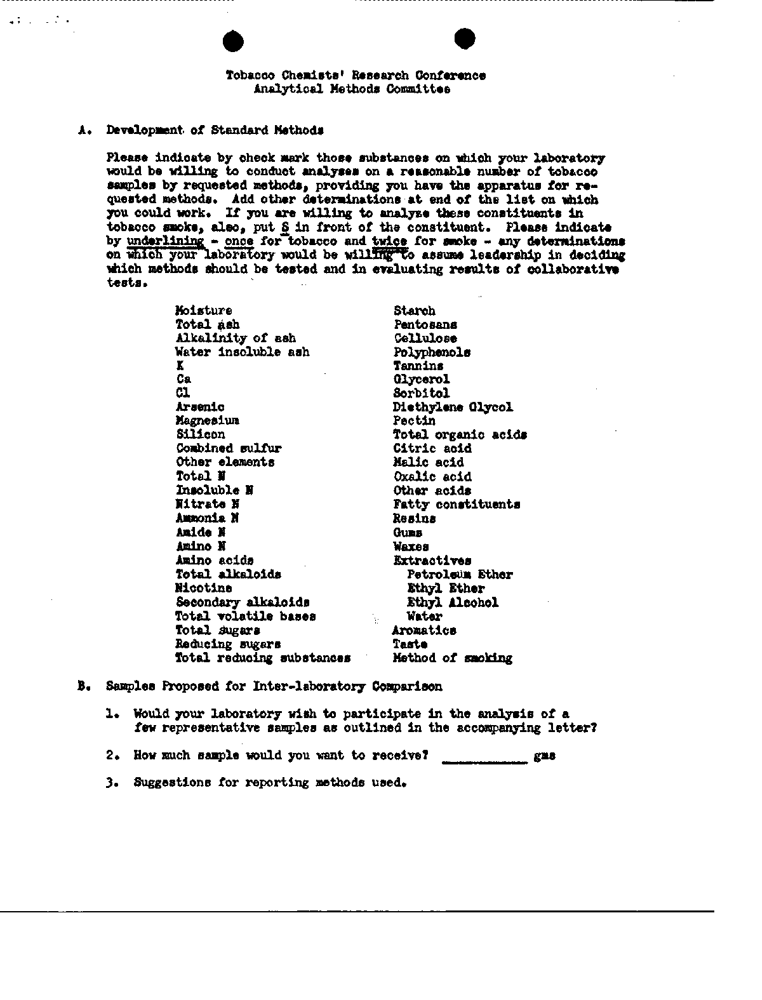 Tobacco Chemists' Research Conference
Analytical Methods Committee
A. Development of Standard Methods
Please indicate by check mark those substances on which your laboratory
would be willing to conduct analyses on a reasonable number of tobacco
samples by requested methods, providing you have the apparatus for re-
quested methods. Add other determinations at end of the list on which
you could work. If you are willing to analyze these constituents in
tobacco smoke, also, put S in front of the constituent. Please indicate
by underlining - once for tobacco and twice for smoke - any determinations
on which your laboratory would be willing to assume leadership in deciding
which methods should be tested and in evaluating results of collaborative
tests.
Moisture
Total ash
Alkalinity of ash
Water insoluble ash
K
Ca
Cl
Arsenic
Magnesium
Silicon
Combined sulfur
Other elements
Total N
Insoluble N
Nitrate N
Ammonia N
Amide N
Amino N
Amino acids
Total alkaloids
Nicotine
Secondary alkaloids
Total volatile bases
Total sugars
Reducing sugars
Total reducing substances
Starch
Pentosans
Cellulose
Polyphenols
Tannins
Glycerol
Sorbitol
Diethylene Glycol
Pectin
Total organic acids
Citric acid
Malic acid
Oxalic acid
Other acids
Fatty constituents
Resins
Gums
Waxes
Extractives
Petroleum Ether
Ethyl Ether
Ethyl Alcohol
Water
Aromatics
Taste
Method of smoking
B. Samples Proposed for Inter-laboratory Comparison
1. Would your laboratory wish to participate in the analysis of a
few representative samples as outlined in the accompanying letter?
2. How much sample would you want to receive? __________ gms
3. Suggestions for reporting methods used.